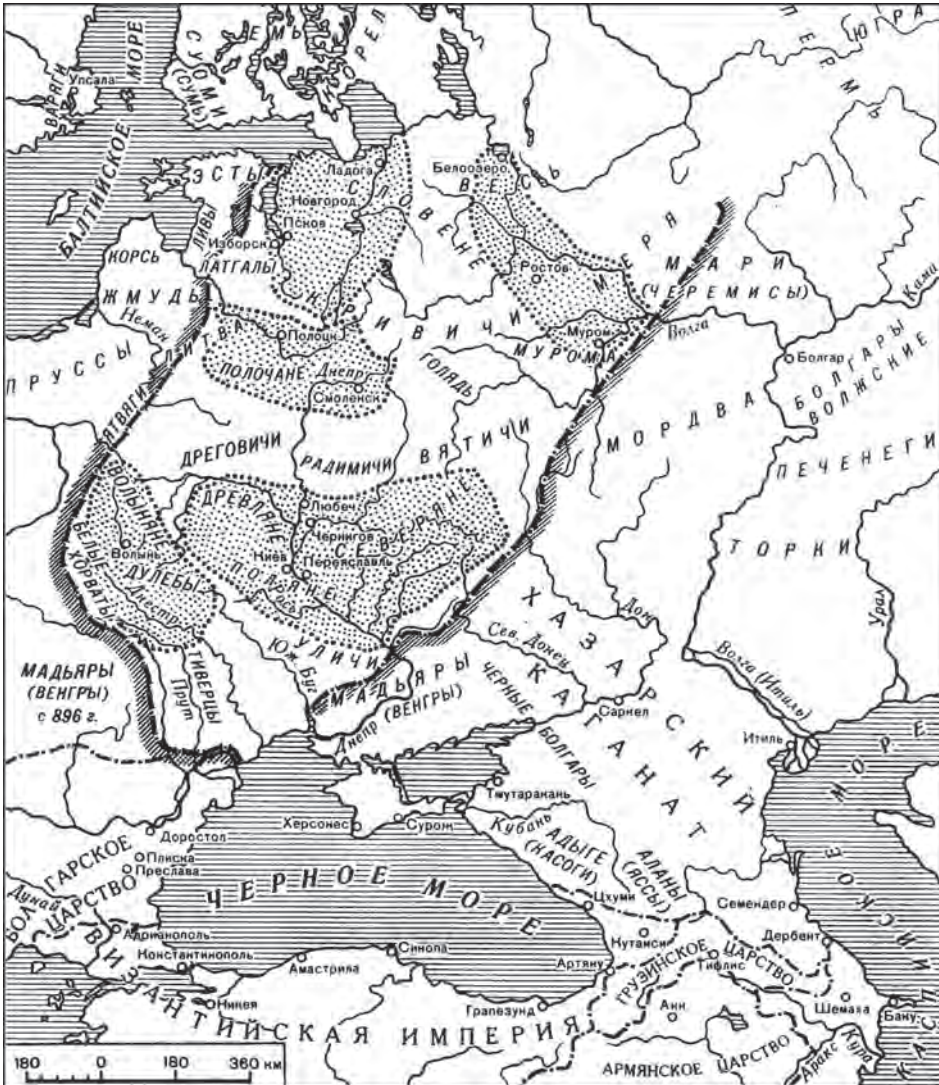 ЮГРА
ПЕРМЬ
ЕМЬ
СУОМИ
(СУМЬ)
Упсала
ВАРЯГИ
БАЛТИЙСКОЕ МОРЕ
Ладога
Белоозеро
ВЕСЬ
ЭСТЫ
Новгород
СЛОВЕНЕ
Псков
ЛИВЫ
Изборск
ЛАТГАЛЫ
КОРСЬ
Ростов
МЕРЯ
МАРИ
(ЧЕРЕМИСЫ)
Кама
ЖМУДЬ
Неман
ЛИТВА
КРИВИЧИ
Полоцк
Муром
МУРОМА
Волга
Болгар
БОЛГАРЫ
ВОЛЖСКИЕ
ПРУССЫ
ПОЛОЧАНЕ
Днепр
Смоленск
ГОЛЯДЬ
МОРДВА
ЯТВЯГИ
ДРЕГОВИЧИ
РАДИМИЧИ
ВЯТИЧИ
ПЕЧЕНЕГИ
ВОЛЫНЯНЕ
ДРЕВЛЯНЕ
Любеч
Чернигов
СЕВЕРЯНЕ
ТОРКИ
Волынь
БЕЛЫЕ
ХОРВАТЫ
ДУЛЕБЫ
Киев
Переяславль
ПОЛЯНЕ
Рось
Днестр
Дон
Урал
ХАЗАРСКИЙ
КАГАНАТ
Сев. Донец
УЛИЧИ
Юж. Буг
МАДЬЯРЫ
(ВЕНГРЫ)
с 896 г.
Прут
ТИВЕРЦЫ
МАДЬЯРЫ
(ВЕНГРЫ)
Днепр
ЧЕРНЫЕ
БОЛГАРЫ
Саркел
Волга (Итиль)
Итиль
Тмутаракань
Херсонес
Сурож
Кубань
АДЫГЕ
(КАСОГИ)
АЛАНЫ
(ЯССЫ)
Доростол
Плиска
Преслава
БОЛГАРСКОЕ
ЦАРСТВО
Дунай
ЧЕРНОЕ МОРЕ
Цхуми
Семендер
Адрианополь
Кутаиси
Дербент
Константинополь
Синопа
Амастрида
Артяну
ГРУЗИНСКОЕ
ЦАРСТВО
Тифлис
Никея
Трапезунд
Ани
Шемаха
Баку
ВИЗАНТИЙСКАЯ ИМПЕРИЯ
АРМЯНСКОЕ ЦАРСТВО
Аракс
Кура
КАСПИЙСКОЕ МОРЕ
180 0 180 360 км